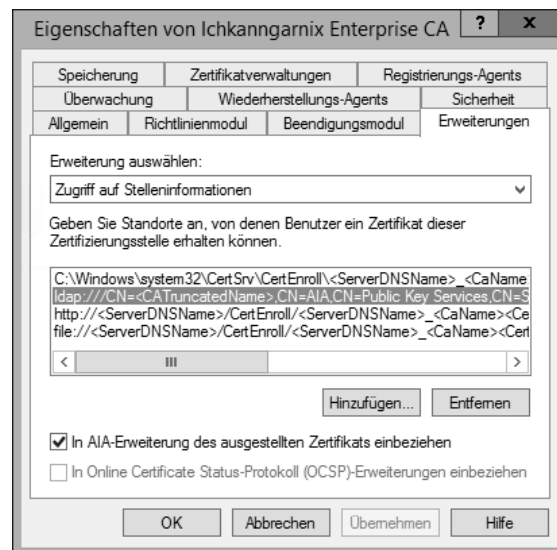 Eigenschaften von Ichkanngarnix Enterprise CA ? x
Speicherung Zertifikatverwaltungen Registrierungs-Agents
Überwachung Wiederherstellungs-Agents Sicherheit
Allgemein Richtlinienmodul Beendigungsmodul Erweiterungen
Erweiterung auswählen:
Zugriff auf Stelleninformationen
Geben Sie Standorte an, von denen Benutzer ein Zertifikat dieser
Zertifizierungsstelle erhalten können.
C:\Windows\system32\CertSrv\CertEnroll\<ServerDNSName>_<CaName
ldap:///CN=<CATruncatedName>,CN=AIA,CN=Public Key Services,CN=S
http://<ServerDNSName>/CertEnroll/<ServerDNSName>_<CaName><Ce
file://<ServerDNSName>/CertEnroll/<ServerDNSName>_<CaName><Cert
Hinzufügen... Entfernen
In AIA-Erweiterung des ausgestellten Zertifikats einbeziehen
In Online Certificate Status-Protokoll (OCSP)-Erweiterungen einbeziehen
OK Abbrechen Übernehmen Hilfe